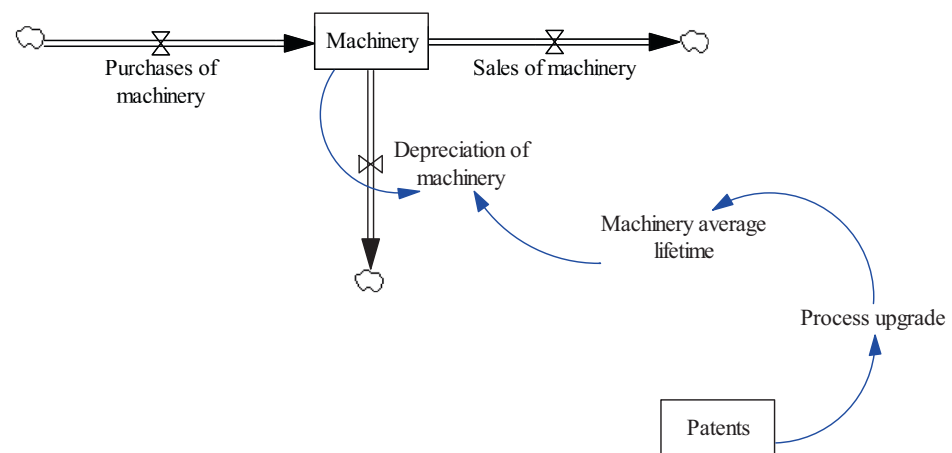 Machinery
Purchases of
machinery
Sales of machinery
Depreciation of
machinery
Machinery average
lifetime
Process upgrade
Patents